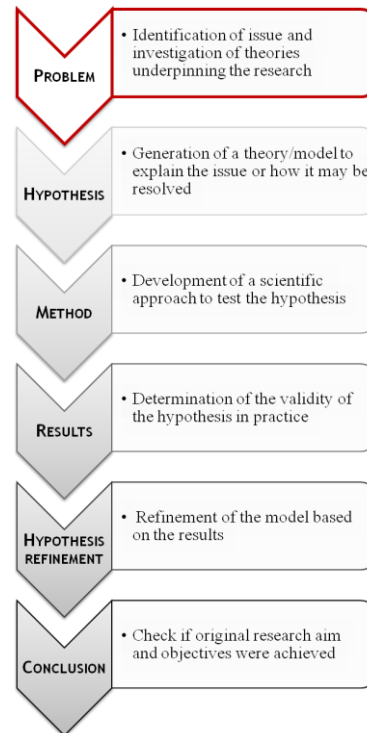 PROBLEM
• Identification of issue and
investigation of theories
underpinning the research
HYPOTHESIS
• Generation of a theory/model to
explain the issue or how it may be
resolved
METHOD
• Development of a scientific
approach to test the hypothesis
RESULTS
• Determination of the validity of
the hypothesis in practice
HYPOTHESIS
REFINEMENT
• Refinement of the model based
on the results
CONCLUSION
• Check if original research aim
and objectives were achieved